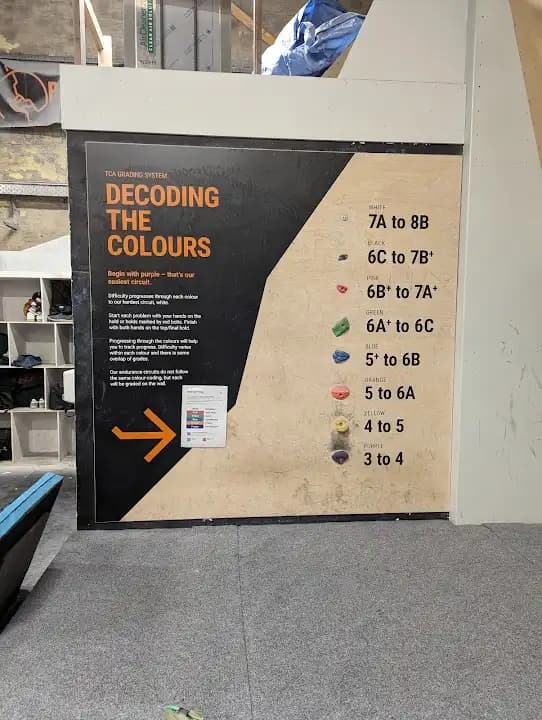 TCA GRADING SYSTEM
DECODING
THE
COLOURS
Begin with purple – that's our
easiest circuit.
Difficulty progresses through each colour
to our hardest circuit, white.
Start each problem with your hands on the
hold or holds marked by red bolts. Finish
with both hands on the top/final hold.
Progressing through the colours will help
you to track progress. Difficulty varies
within each colour and there is some
overlap of grades.
Our endurance circuits do not follow
the same colour-coding, but each
will be graded on the wall.
WHITE
7A to 8B
BLACK
6C to 7B+
PINK
6B+ to 7A+
GREEN
6A+ to 6C
BLUE
5+ to 6B
ORANGE
5 to 6A
YELLOW
4 to 5
PURPLE
3 to 4